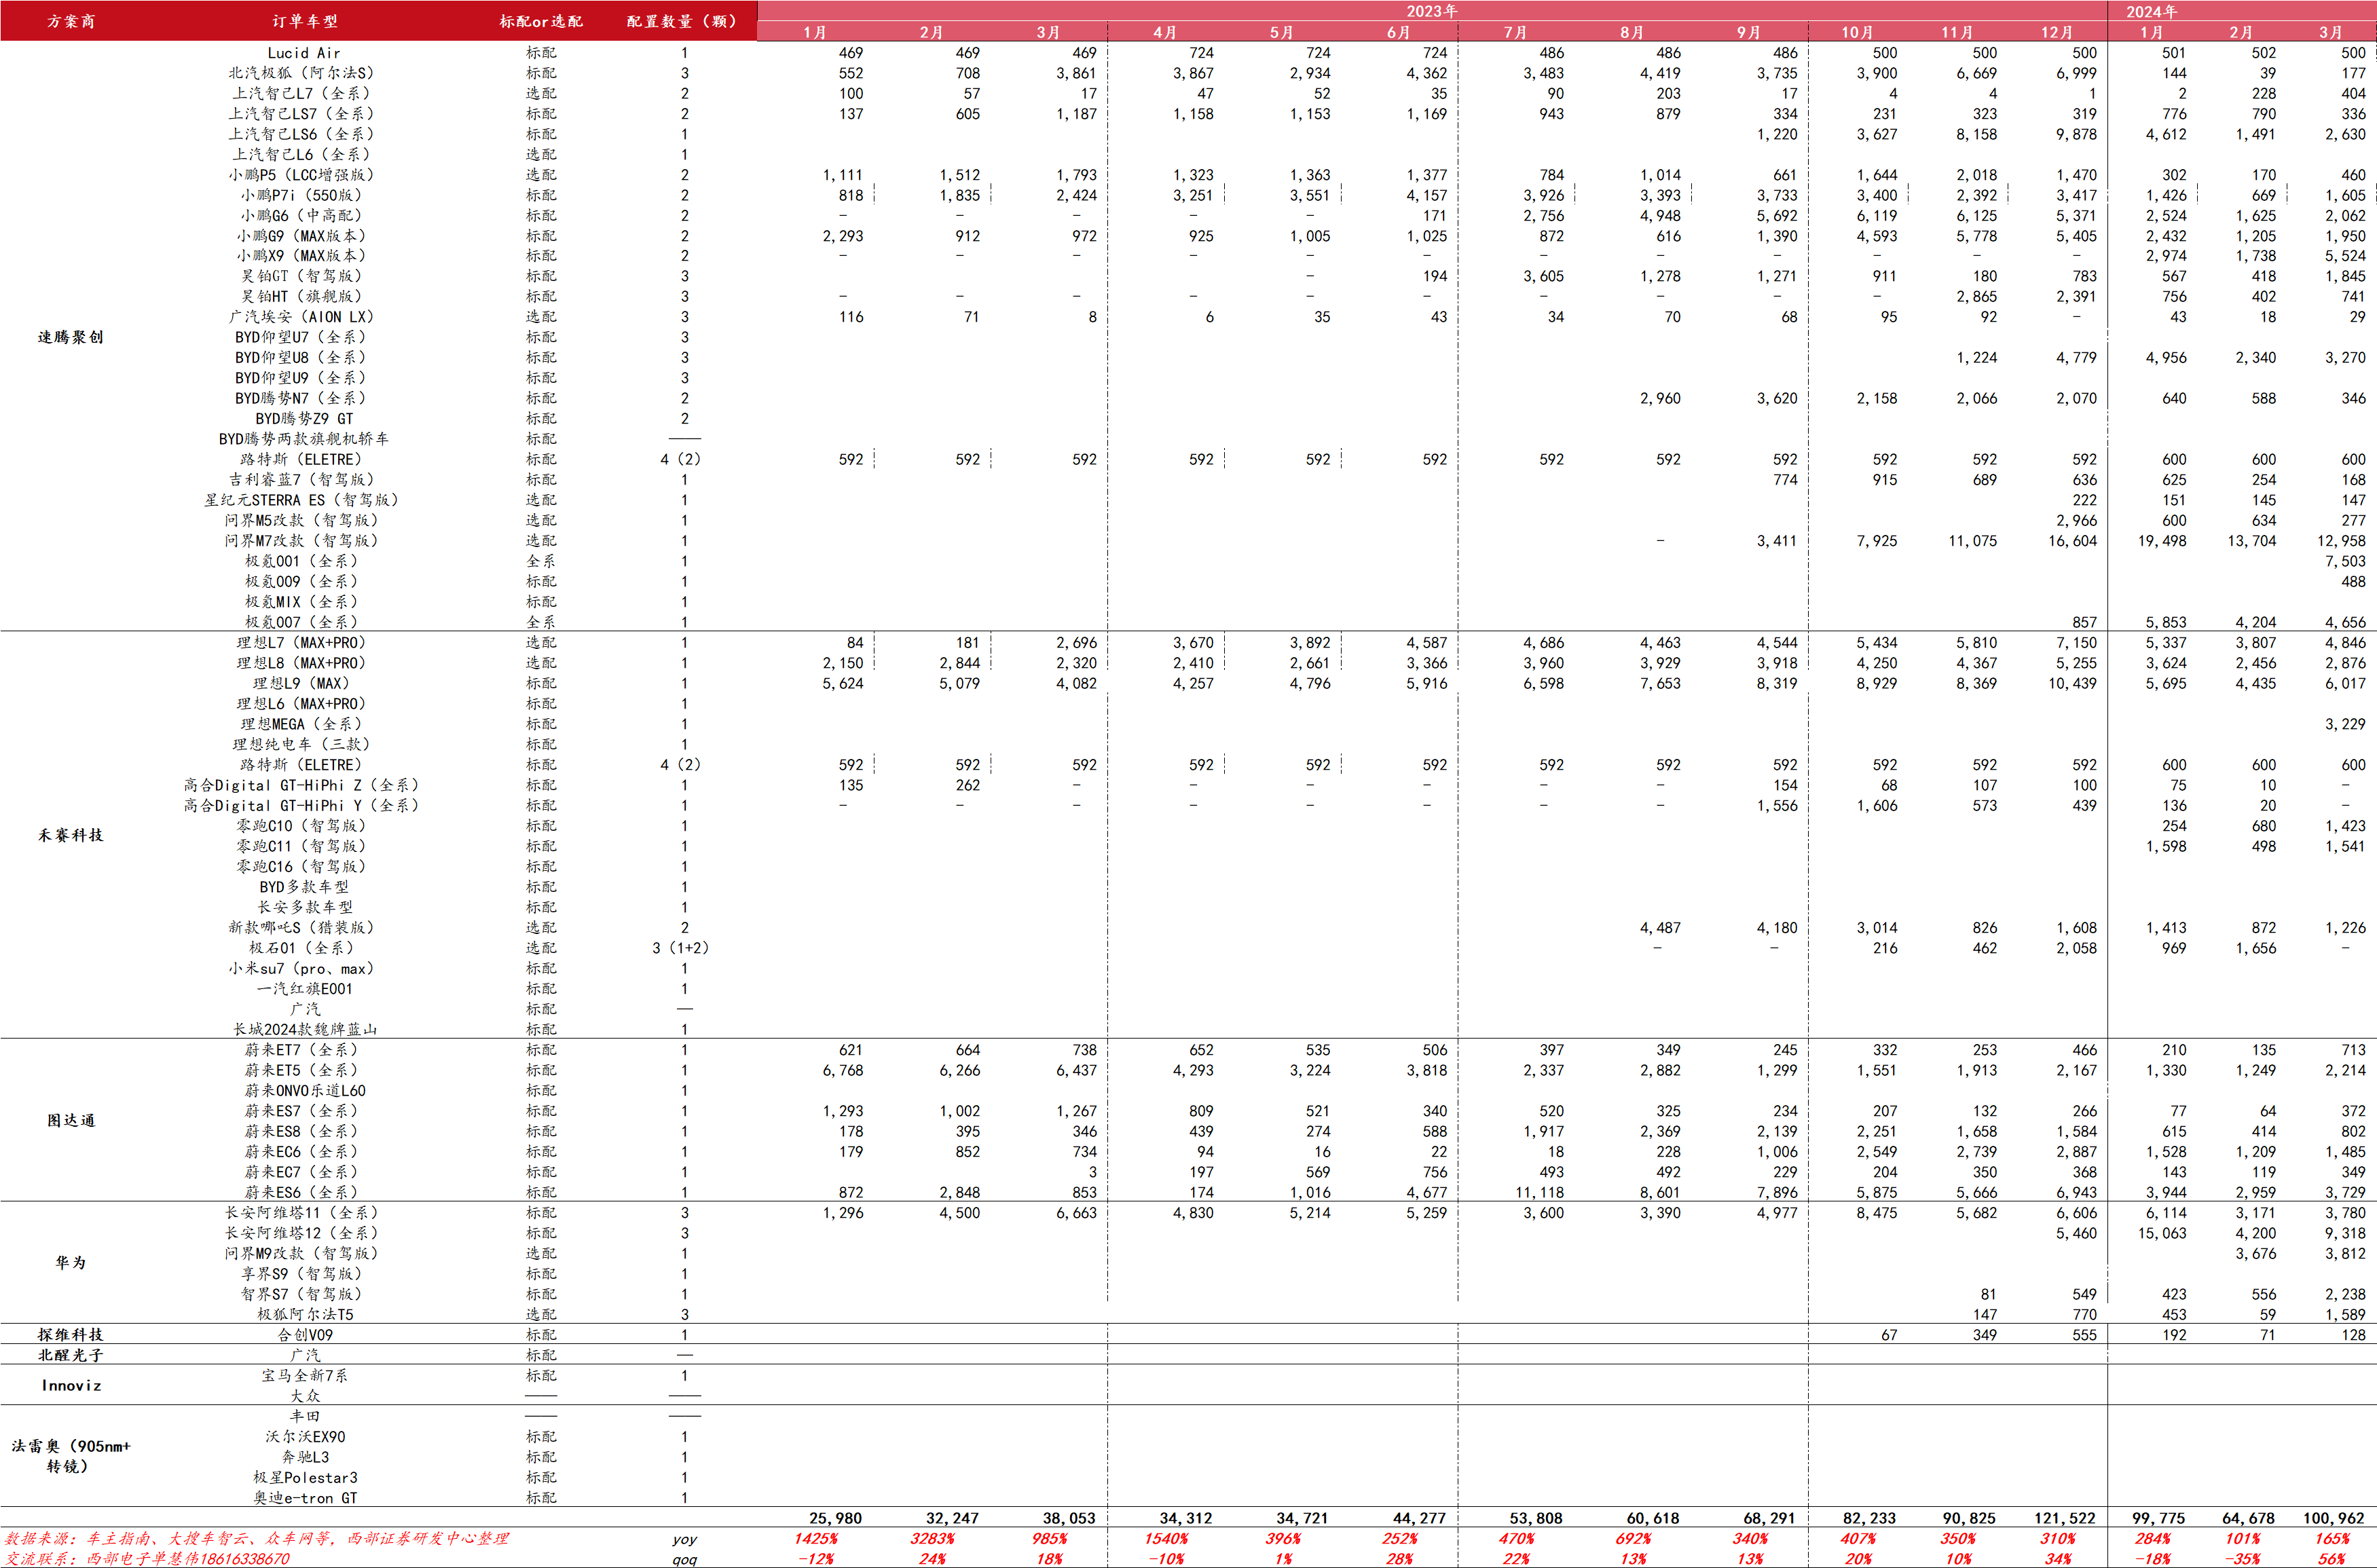 方案商 订单车型 标配or选配 配置数量（颗） 2023年 2024年
1月 2月 3月 4月 5月 6月 7月 8月 9月 10月 11月 12月 1月 2月 3月
Lucid Air 标配 1 469 469 469 724 724 724 486 486 486 500 500 500 501 502 500
北汽极狐（阿尔法S） 标配 3 552 708 3,861 3,867 2,934 4,362 3,483 4,419 3,735 3,900 6,669 6,999 144 39 177
上汽智己L7（全系） 选配 2 100 57 17 47 52 35 90 203 17 4 4 1 2 228 404
上汽智己LS7（全系） 标配 2 137 605 1,187 1,158 1,153 1,169 943 879 334 231 323 319 776 790 336
上汽智己LS6（全系） 标配 1 1,220 3,627 8,158 9,878 4,612 1,491 2,630
上汽智己L6（全系） 选配 1
小鹏P5（LCC增强版） 选配 2 1,111 1,512 1,793 1,323 1,363 1,377 784 1,014 661 1,644 2,018 1,470 302 170 460
小鹏P7i（550版） 标配 2 818 1,835 2,424 3,251 3,551 4,157 3,926 3,393 3,733 3,400 2,392 3,417 1,426 669 1,605
小鹏G6（中高配） 标配 2 - - - - - 171 2,756 4,948 5,692 6,119 6,125 5,371 2,524 1,625 2,062
小鹏G9（MAX版本） 标配 2 2,293 912 972 925 1,005 1,025 872 616 1,390 4,593 5,778 5,405 2,432 1,205 1,950
小鹏X9（MAX版本） 标配 2 - - - - - - - - - - - - 2,974 1,738 5,524
昊铂GT（智驾版） 标配 3 - 194 3,605 1,278 1,271 911 180 783 567 418 1,845
昊铂HT（旗舰版） 标配 3 - - - - - - - - - - 2,865 2,391 756 402 741
广汽埃安（AION LX） 选配 3 116 71 8 6 35 43 34 70 68 95 92 - 43 18 29
速腾聚创 BYD仰望U7（全系） 标配 3
BYD仰望U8（全系） 标配 3 1,224 4,779 4,956 2,340 3,270
BYD仰望U9（全系） 标配 3
BYD腾势N7（全系） 标配 2 2,960 3,620 2,158 2,066 2,070 640 588 346
BYD腾势Z9 GT 标配 2
BYD腾势两款旗舰机轿车 标配 ——
路特斯（ELETRE） 标配 4（2） 592 592 592 592 592 592 592 592 592 592 592 592 600 600 600
吉利睿蓝7（智驾版） 标配 1 774 915 689 636 625 254 168
星纪元STERRA ES（智驾版） 选配 1 222 151 145 147
问界M5改款（智驾版） 选配 1 2,966 600 634 277
问界M7改款（智驾版） 选配 1 - 3,411 7,925 11,075 16,604 19,498 13,704 12,958
极氪001（全系） 全系 1 7,503
极氪009（全系） 标配 1 488
极氪MIX（全系） 标配 1
极氪007（全系） 全系 1 857 5,853 4,204 4,656
理想L7（MAX+PRO） 选配 1 84 181 2,696 3,670 3,892 4,587 4,686 4,463 4,544 5,434 5,810 7,150 5,337 3,807 4,846
理想L8（MAX+PRO） 选配 1 2,150 2,844 2,320 2,410 2,661 3,366 3,960 3,929 3,918 4,250 4,367 5,255 3,624 2,456 2,876
理想L9（MAX） 标配 1 5,624 5,079 4,082 4,257 4,796 5,916 6,598 7,653 8,319 8,929 8,369 10,439 5,695 4,435 6,017
理想L6（MAX+PRO） 标配 1
理想MEGA（全系） 标配 1 3,229
理想纯电车（三款） 标配 1
路特斯（ELETRE） 标配 4（2） 592 592 592 592 592 592 592 592 592 592 592 592 600 600 600
高合Digital GT-HiPhi Z（全系） 标配 1 135 262 - - - - - - 154 68 107 100 75 10 -
高合Digital GT-HiPhi Y（全系） 标配 1 - - - - - - - - 1,556 1,606 573 439 136 20 -
禾赛科技 零跑C10（智驾版） 标配 1 254 680 1,423
零跑C11（智驾版） 标配 1 1,598 498 1,541
零跑C16（智驾版） 标配 1
BYD多款车型 标配 1
长安多款车型 标配 1
新款哪吒S（猎装版） 选配 2 4,487 4,180 3,014 826 1,608 1,413 872 1,226
极石01（全系） 选配 3（1+2） - - 216 462 2,058 969 1,656 -
小米su7（pro、max） 标配 1
一汽红旗E001 标配 1
广汽 标配 —
长城2024款魏牌蓝山 标配 1
蔚来ET7（全系） 标配 1 621 664 738 652 535 506 397 349 245 332 253 466 210 135 713
蔚来ET5（全系） 标配 1 6,768 6,266 6,437 4,293 3,224 3,818 2,337 2,882 1,299 1,551 1,913 2,167 1,330 1,249 2,214
蔚来ONVO乐道L60 标配 1
图达通 蔚来ES7（全系） 标配 1 1,293 1,002 1,267 809 521 340 520 325 234 207 132 266 77 64 372
蔚来ES8（全系） 标配 1 178 395 346 439 274 588 1,917 2,369 2,139 2,251 1,658 1,584 615 414 802
蔚来EC6（全系） 标配 1 179 852 734 94 16 22 18 228 1,006 2,549 2,739 2,887 1,528 1,209 1,485
蔚来EC7（全系） 标配 1 3 197 569 756 493 492 229 204 350 368 143 119 349
蔚来ES6（全系） 标配 1 872 2,848 853 174 1,016 4,677 11,118 8,601 7,896 5,875 5,666 6,943 3,944 2,959 3,729
长安阿维塔11（全系） 标配 3 1,296 4,500 6,663 4,830 5,214 5,259 3,600 3,390 4,977 8,475 5,682 6,606 6,114 3,171 3,780
长安阿维塔12（全系） 标配 3 5,460 15,063 4,200 9,318
华为 问界M9改款（智驾版） 选配 1 3,676 3,812
享界S9（智驾版） 标配 1
智界S7（智驾版） 标配 1 81 549 423 556 2,238
极狐阿尔法T5 选配 3 147 770 453 59 1,589
探维科技 合创V09 标配 1 67 349 555 192 71 128
北醒光子 广汽 标配 —
Innoviz 宝马全新7系 标配 1
大众 —— ——
丰田 —— ——
沃尔沃EX90 标配 1
法雷奥（905nm+
转镜） 奔驰L3 标配 1
极星Polestar3 标配 1
奥迪e-tron GT 标配 1
25,980 32,247 38,053 34,312 34,721 44,277 53,808 60,618 68,291 82,233 90,825 121,522 99,775 64,678 100,962
数据来源：车主指南、大搜车智云、众车网等，西部证券研发中心整理 yoy 1425% 3283% 985% 1540% 396% 252% 470% 692% 340% 407% 350% 310% 284% 101% 165%
交流联系：西部电子单慧伟18616338670 qoq -12% 24% 18% -10% 1% 28% 22% 13% 13% 20% 10% 34% -18% -35% 56%